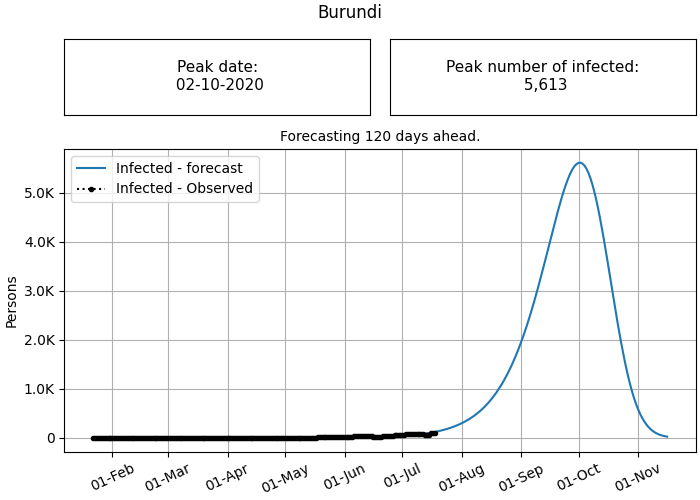 Burundi
Peak date:
02-10-2020
Peak number of infected:
5,613
Forecasting 120 days ahead.
Infected - forecast
Infected - Observed
5.0K
4.0K
3.0K
2.0K
1.0K
0
Persons
01-Feb
01-Mar
01-Apr
01-May
01-Jun
01-Jul
01-Aug
01-Sep
01-Oct
01-Nov